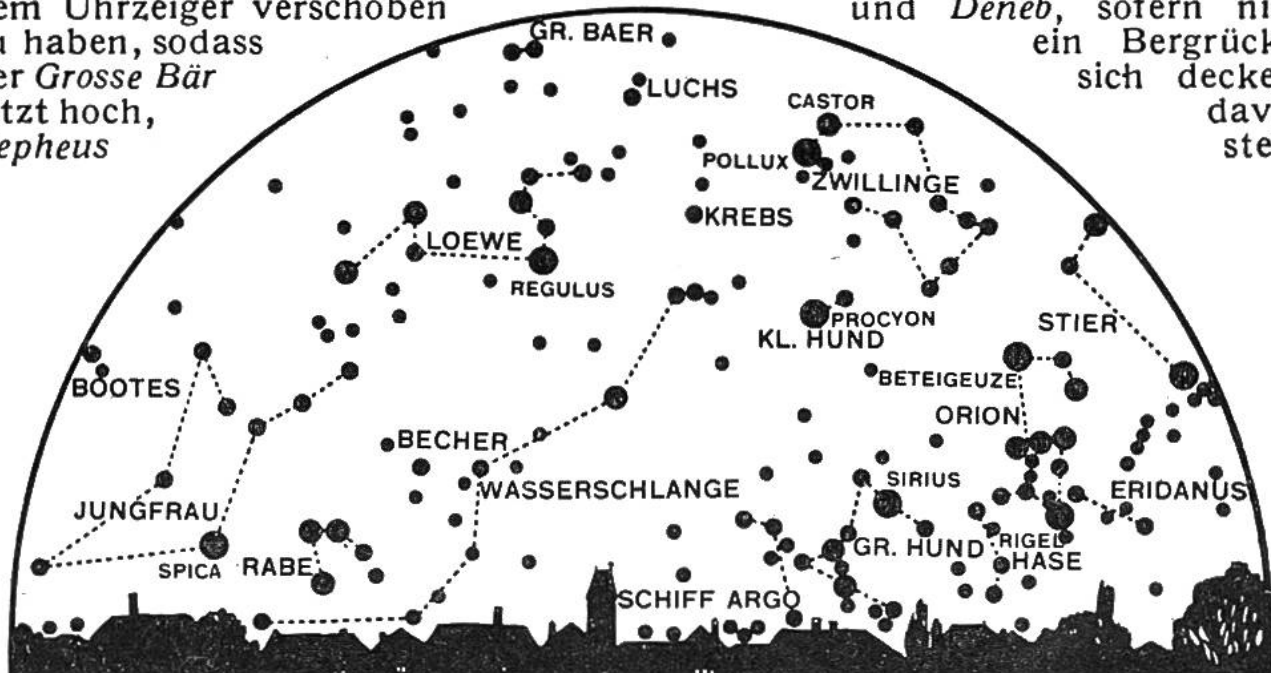 em Uhrzeiger verschoben
haben, sodass
er Grosse Bär
tzt hoch,
epheus
und Deneb, sofern
ein Bergrück
sich decke
dav
ste
GR. BAER
LUCHS
CASTOR
POLLUX
ZWILLINGE
KREBS
LOEWE
REGULUS
PROCYON
KL. HUND
STIER
BOOTES
BETEIGEUZE
ORION
BECHER
SIRIUS
WASSERSCHLANGE
ERIDANUS
JUNGFRAU
SPICA
RABE
GR. HUND
RIGEL
HASE
SCHIFF ARGO